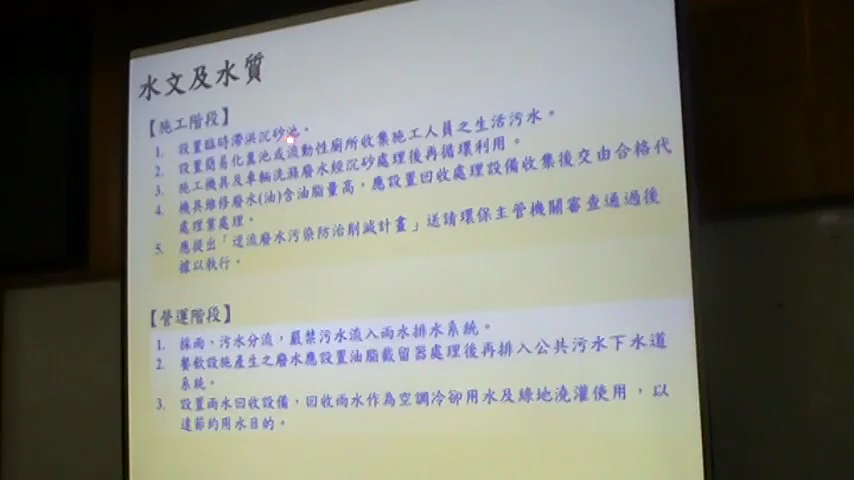 水文及水質
【施工階段】
1. 設置臨時滯洪沉砂池。
2. 設置簡易化糞池或流動性廁所收集施工人員之生活污水。
3. 施工機具及車輛洗滌廢水經沉砂處理後再循環利用。
4. 機具維修廢水(油)含油脂量高，應設置回收處理設備收集後交由合格代
處理業處理。
5. 應提出「逕流廢水污染防治削減計畫」送請環保主管機關審查通過後
據以執行。
【營運階段】
1. 採雨、污水分流，嚴禁污水流入雨水排水系統。
2. 餐飲設施產生之廢水應設置油脂截留器處理後再排入公共污水下水道
系統。
3. 設置雨水回收設備，回收雨水作為空調冷卻用水及綠地澆灌使用，以
達節約用水目的。